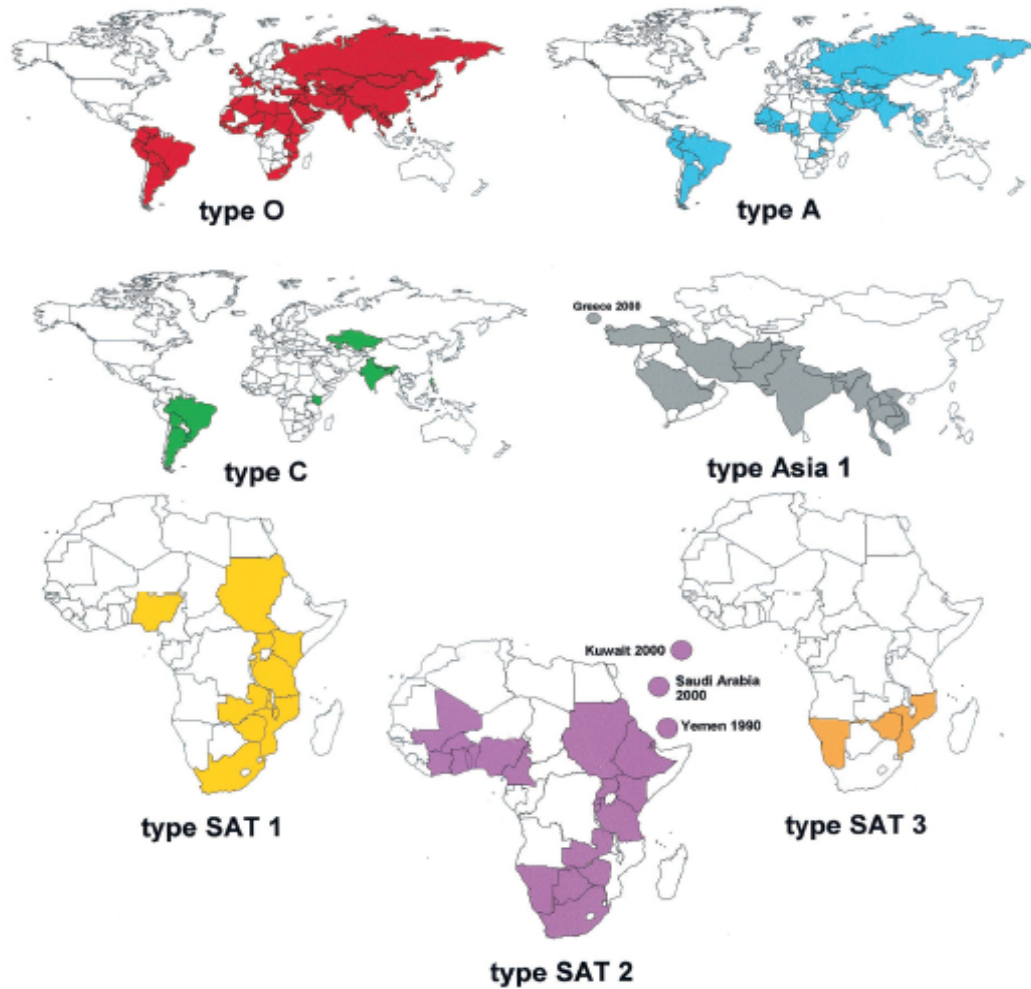 type O
type A
Greece 2000
type C
type Asia 1
Kuwait 2000
Saudi Arabia
2000
Yemen 1990
type SAT 1
type SAT 3
type SAT 2